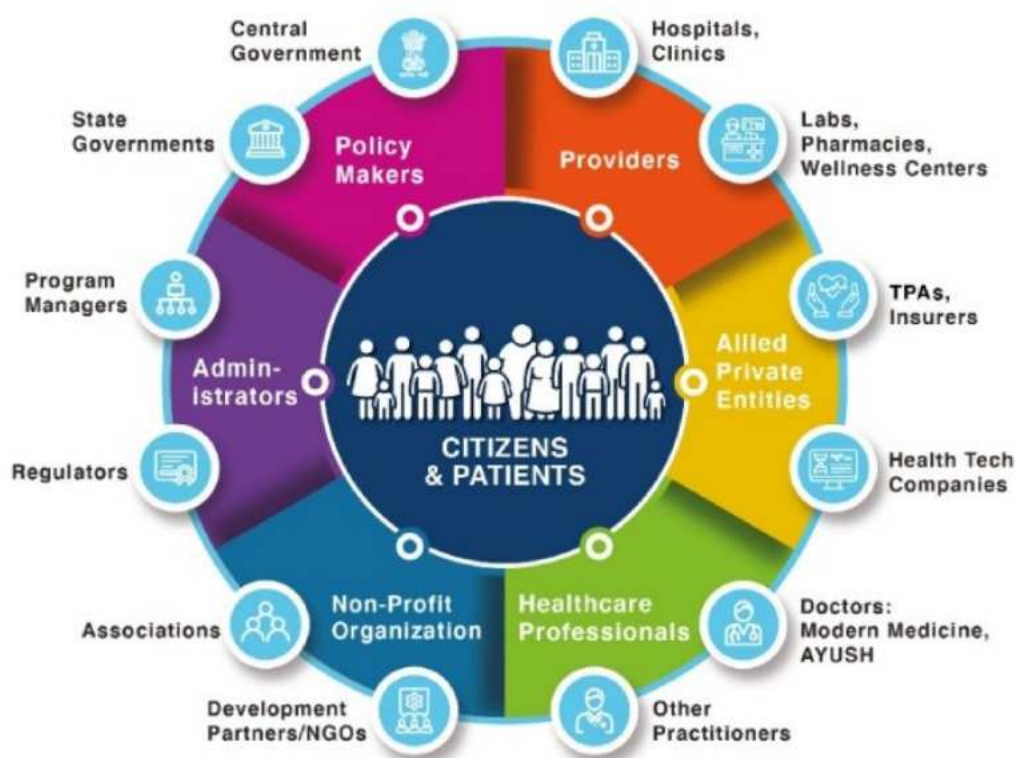 Central
Government
Hospitals,
Clinics
State
Governments
Policy
Makers
Providers
Labs,
Pharmacies,
Wellness Centers
Program
Managers
TPAs,
Insurers
Admin-
istrators
Allied
Private
Entities
CITIZENS
& PATIENTS
Regulators
Health Tech
Companies
Non-Profit
Organization
Healthcare
Professionals
Associations
Doctors:
Modern Medicine,
AYUSH
Development
Partners/NGOs
Other
Practitioners